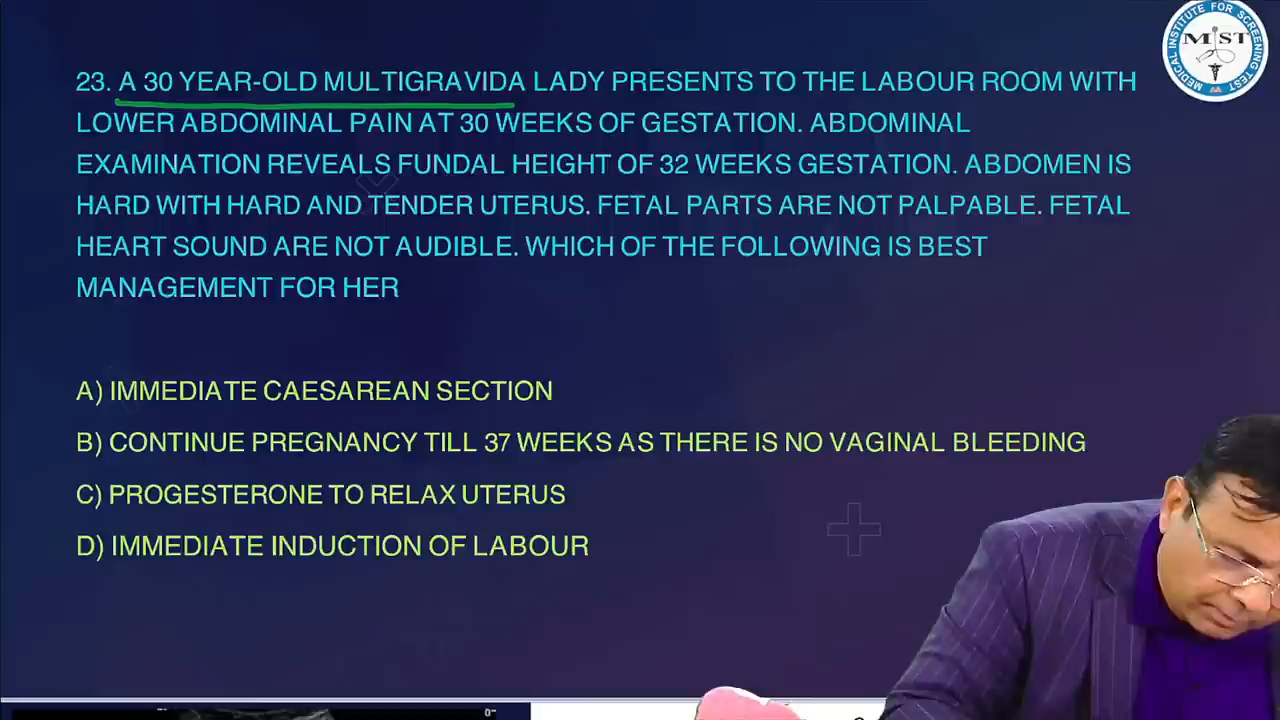 23. A 30 YEAR-OLD MULTIGRAVIDA LADY PRESENTS TO THE LABOUR ROOM WITH
LOWER ABDOMINAL PAIN AT 30 WEEKS OF GESTATION. ABDOMINAL
EXAMINATION REVEALS FUNDAL HEIGHT OF 32 WEEKS GESTATION. ABDOMEN IS
HARD WITH HARD AND TENDER UTERUS. FETAL PARTS ARE NOT PALPABLE. FETAL
HEART SOUND ARE NOT AUDIBLE. WHICH OF THE FOLLOWING IS BEST
MANAGEMENT FOR HER
A) IMMEDIATE CAESAREAN SECTION
B) CONTINUE PREGNANCY TILL 37 WEEKS AS THERE IS NO VAGINAL BLEEDING
C) PROGESTERONE TO RELAX UTERUS
D) IMMEDIATE INDUCTION OF LABOUR
MEDICAL INSTITUTE FOR SCREENING TEST
MIST